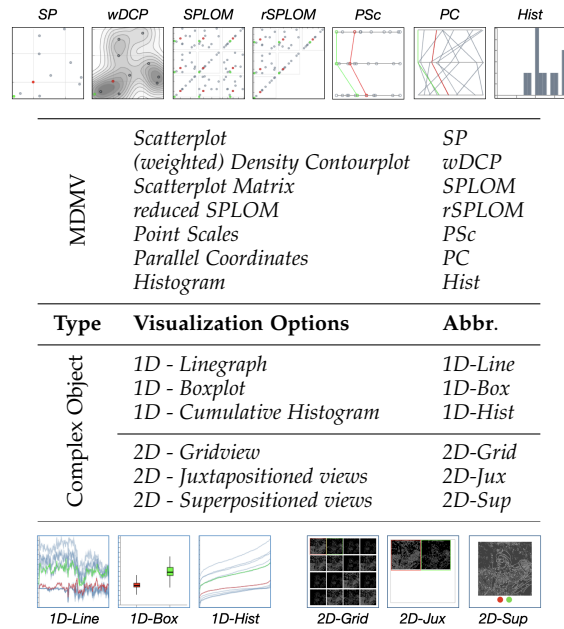 SP wDCP SPLOM rSPLOM PSc PC Hist
MDMV
Scatterplot SP
(weighted) Density Contourplot wDCP
Scatterplot Matrix SPLOM
reduced SPLOM rSPLOM
Point Scales PSc
Parallel Coordinates PC
Histogram Hist
Type Visualization Options Abbr.
Complex Object
1D - Linegraph 1D-Line
1D - Boxplot 1D-Box
1D - Cumulative Histogram 1D-Hist
2D - Gridview 2D-Grid
2D - Juxtapositioned views 2D-Jux
2D - Superpositioned views 2D-Sup
1D-Line 1D-Box 1D-Hist 2D-Grid 2D-Jux 2D-Sup